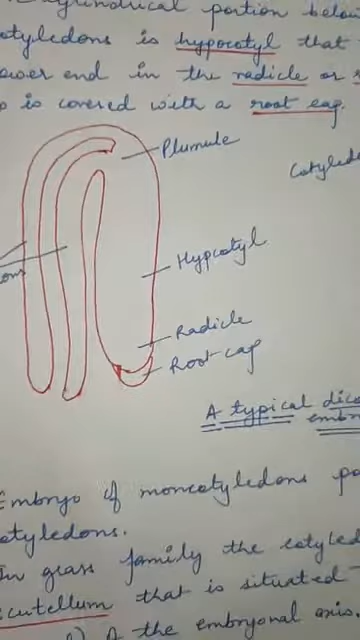 cylindrical portion below
cotyledons is hypocotyl that
lower end in the radicle or
is covered with a root cap.
Plumule
Cotyled
Hypcotyl
ons
Radicle
Root cap
A typical dico
embr
Embryo of monocotyledons po
cotyledons.
In grass family the cotyled
scutellum that is situated
the embryonal axis.